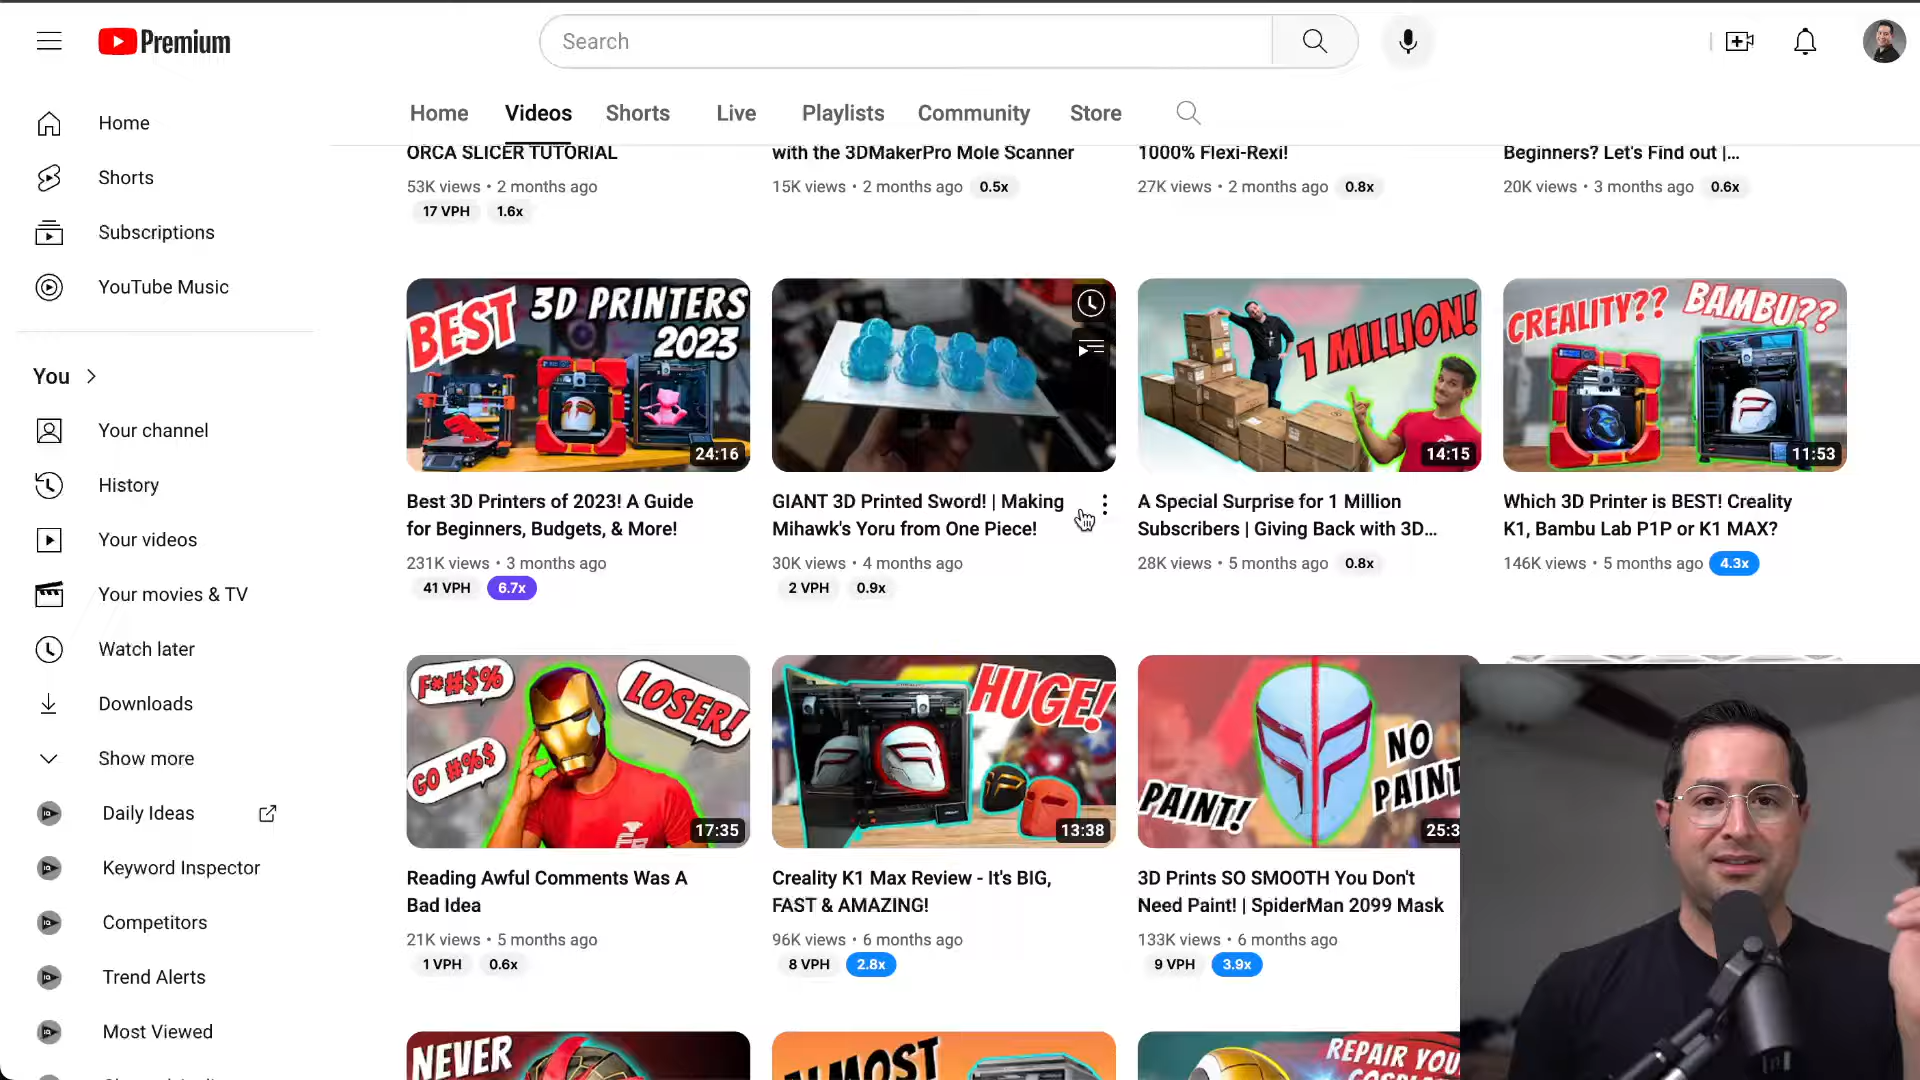 Premium
Search
Home
Videos
Shorts
Live
Playlists
Community
Store
Home
Shorts
Subscriptions
YouTube Music
You
Your channel
History
Your videos
Your movies & TV
Watch later
Downloads
Show more
Daily Ideas
Keyword Inspector
Competitors
Trend Alerts
Most Viewed
ORCA SLICER TUTORIAL
53K views • 2 months ago
17 VPH 1.6x
with the 3DMakerPro Mole Scanner
15K views • 2 months ago 0.5x
1000% Flexi-Rexi!
27K views • 2 months ago 0.8x
Beginners? Let's Find out |...
20K views • 3 months ago 0.6x
BEST 3D PRINTERS
2023
24:16
Best 3D Printers of 2023! A Guide
for Beginners, Budgets, & More!
231K views • 3 months ago
41 VPH 6.7x
GIANT 3D Printed Sword! | Making
Mihawk's Yoru from One Piece!
30K views • 4 months ago
2 VPH 0.9x
1 MILLION!
14:15
A Special Surprise for 1 Million
Subscribers | Giving Back with 3D...
28K views • 5 months ago 0.8x
CREALITY?? BAMBU??
11:53
Which 3D Printer is BEST! Creality
K1, Bambu Lab P1P or K1 MAX?
146K views • 5 months ago 4.3x
F*##$%
LOSER!
GO #%$
17:35
Reading Awful Comments Was A
Bad Idea
21K views • 5 months ago
1 VPH 0.6x
HUGE!
13:38
Creality K1 Max Review - It's BIG,
FAST & AMAZING!
96K views • 6 months ago
8 VPH 2.8x
PAINT!
NO
PAINT
25:3
3D Prints SO SMOOTH You Don't
Need Paint! | SpiderMan 2099 Mask
133K views • 6 months ago
9 VPH 3.9x
NEVER
ALMOST
REPAIR YOU